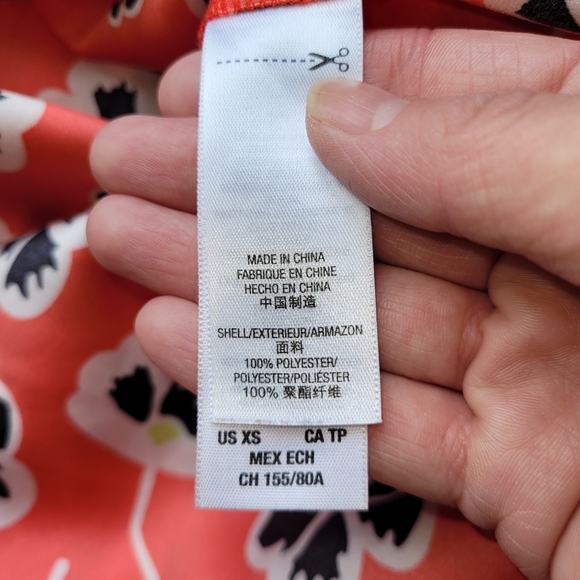 MADE IN CHINA
FABRIQUE EN CHINE
HECHO EN CHINA
中国制造
SHELL/EXTERIEUR/ARMAZON
面料
100% POLYESTER/
POLYESTER/POLIÉSTER
100% 聚酯纤维
US XS CA TP
MEX ECH
CH 155/80A